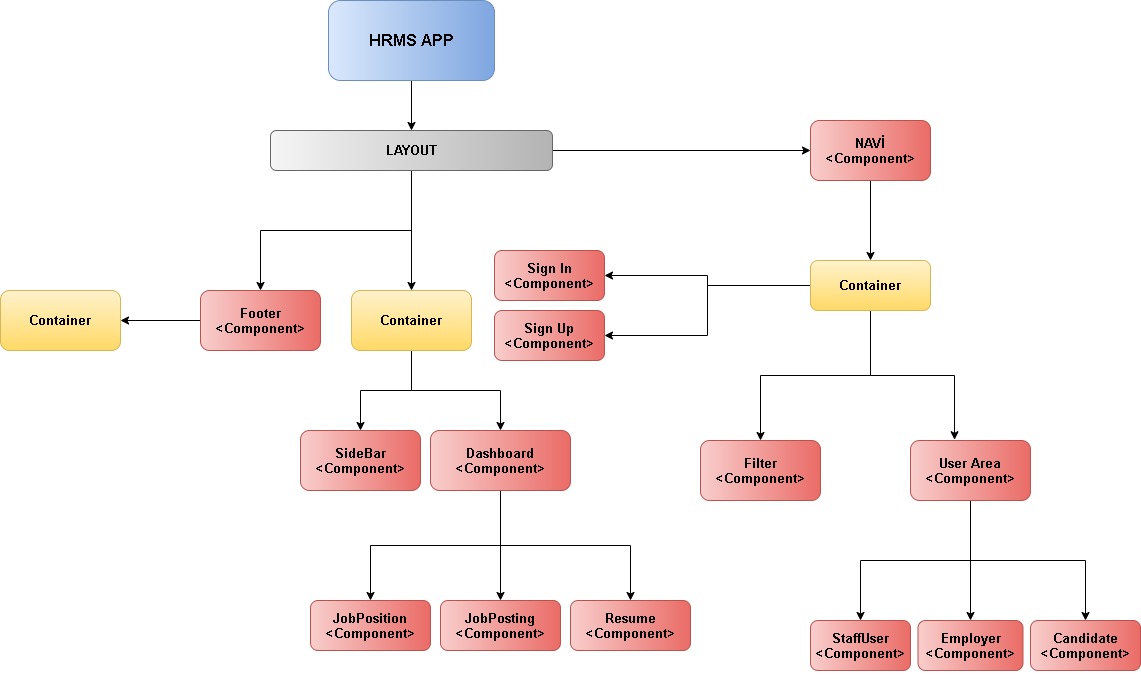 HRMS APP
LAYOUT
NAVİ
<Component>
Sign In
<Component>
Container
Container
Footer
<Component>
Container
Sign Up
<Component>
SideBar
<Component>
Dashboard
<Component>
Filter
<Component>
User Area
<Component>
JobPosition
<Component>
JobPosting
<Component>
Resume
<Component>
StaffUser
<Component>
Employer
<Component>
Candidate
<Component>